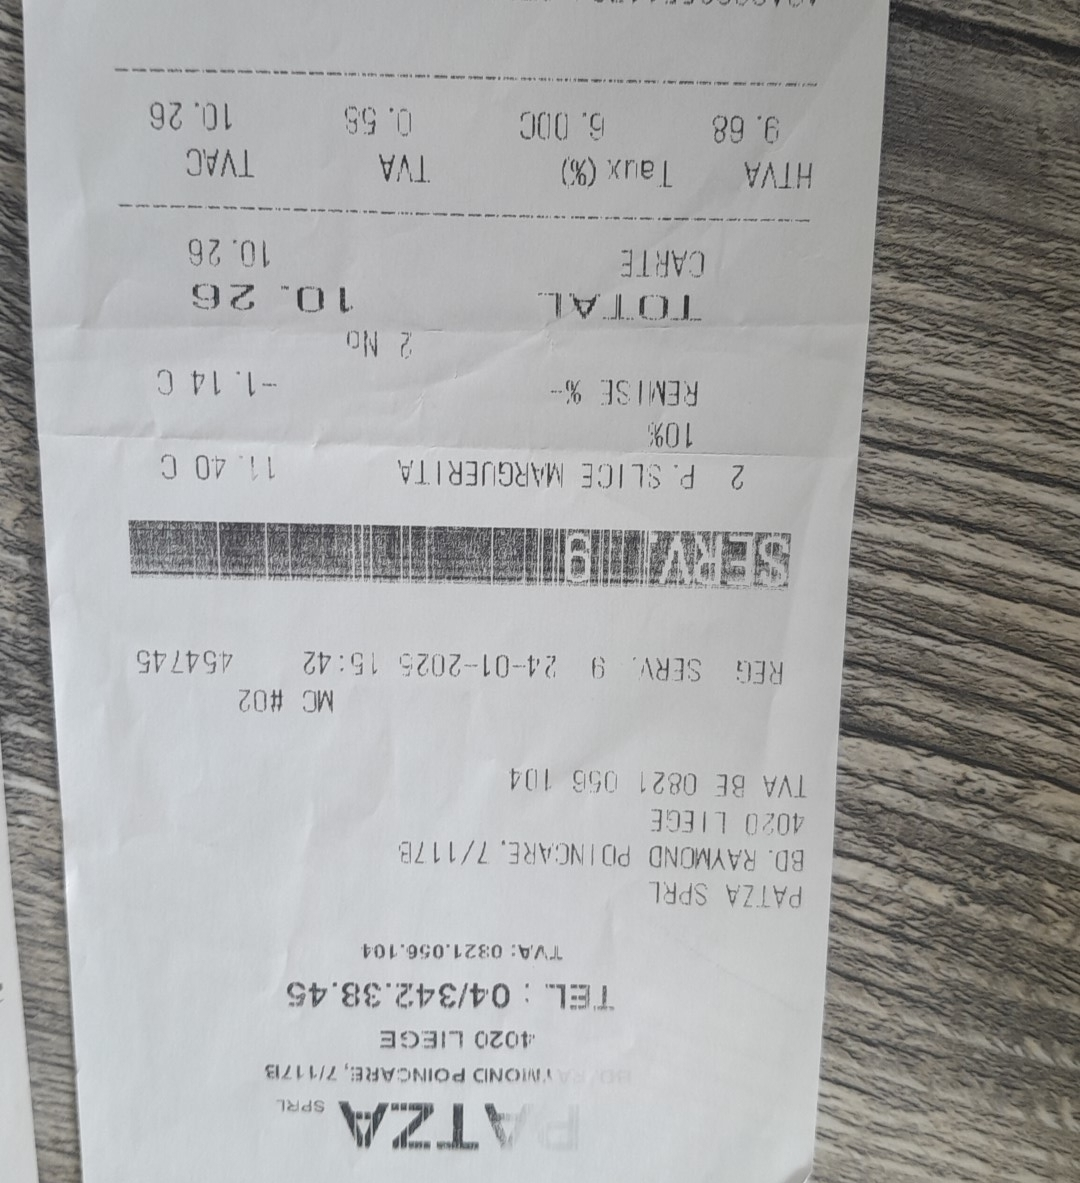 PATZA SPRL
BD. RAYMOND POINCARE, 7/117B
4020 LIEGE
TEL. : 04/342.38.45
TVA: 0821.056.104
PATZA SPRL
BD. RAYMOND POINCARE, 7/117B
4020 LIEGE
TVA BE 0821 056 104
MC #02
REG SERV. 9 24-01-2025 15:42 454745
SERV. 9
2 P. SLICE MARGUERITA 11.40 C
10%
REMISE %- -1.14 C
2 No
TOTAL 10.26
CARTE 10.26
HTVA Taux (%) TVA TVAC
9.68 6.00C 0.58 10.26